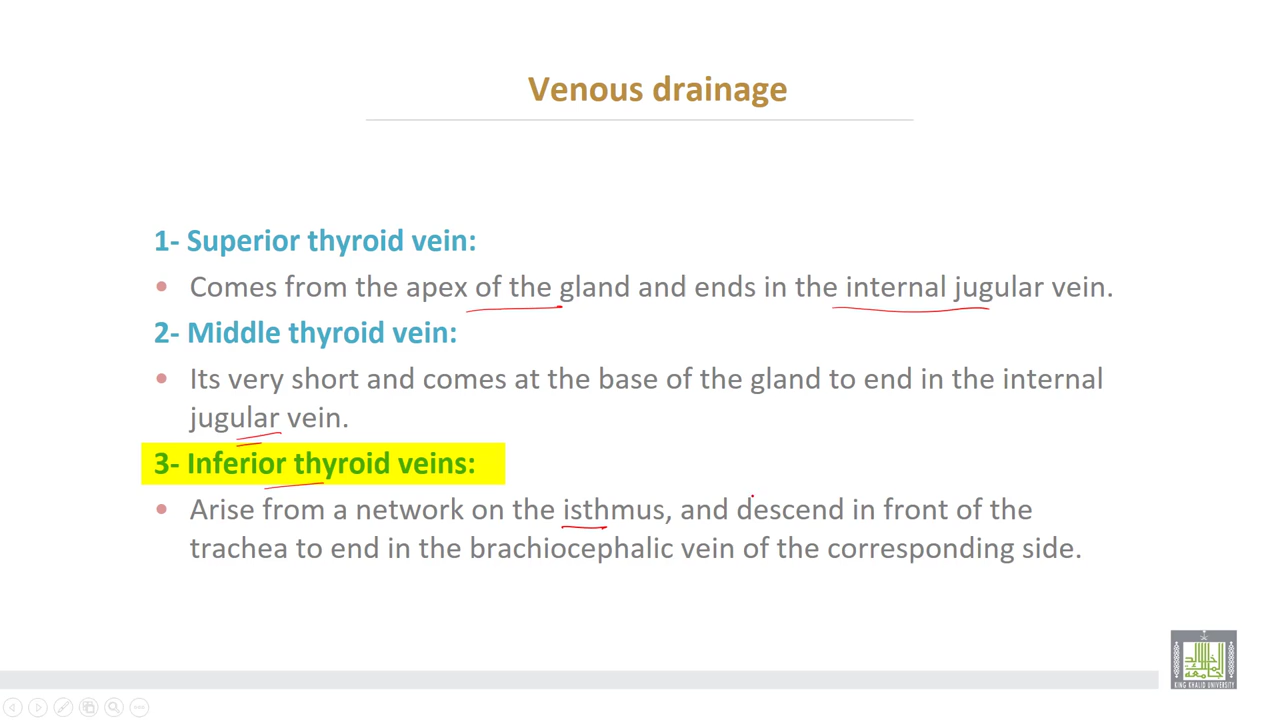 Venous drainage
1- Superior thyroid vein:
• Comes from the apex of the gland and ends in the internal jugular vein.
2- Middle thyroid vein:
• Its very short and comes at the base of the gland to end in the internal
jugular vein.
3- Inferior thyroid veins:
• Arise from a network on the isthmus, and descend in front of the
trachea to end in the brachiocephalic vein of the corresponding side.
KING KHALID UNIVERSITY